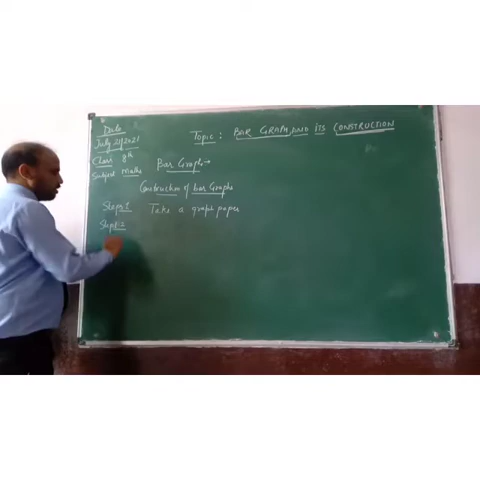 Date
July 21, 2021
Topic: BAR GRAPH AND ITS CONSTRUCTION
Class 8th
Subject Maths
Bar Graph→
Construction of bar Graphs
Step: 1 Take a graph paper
Step: 2